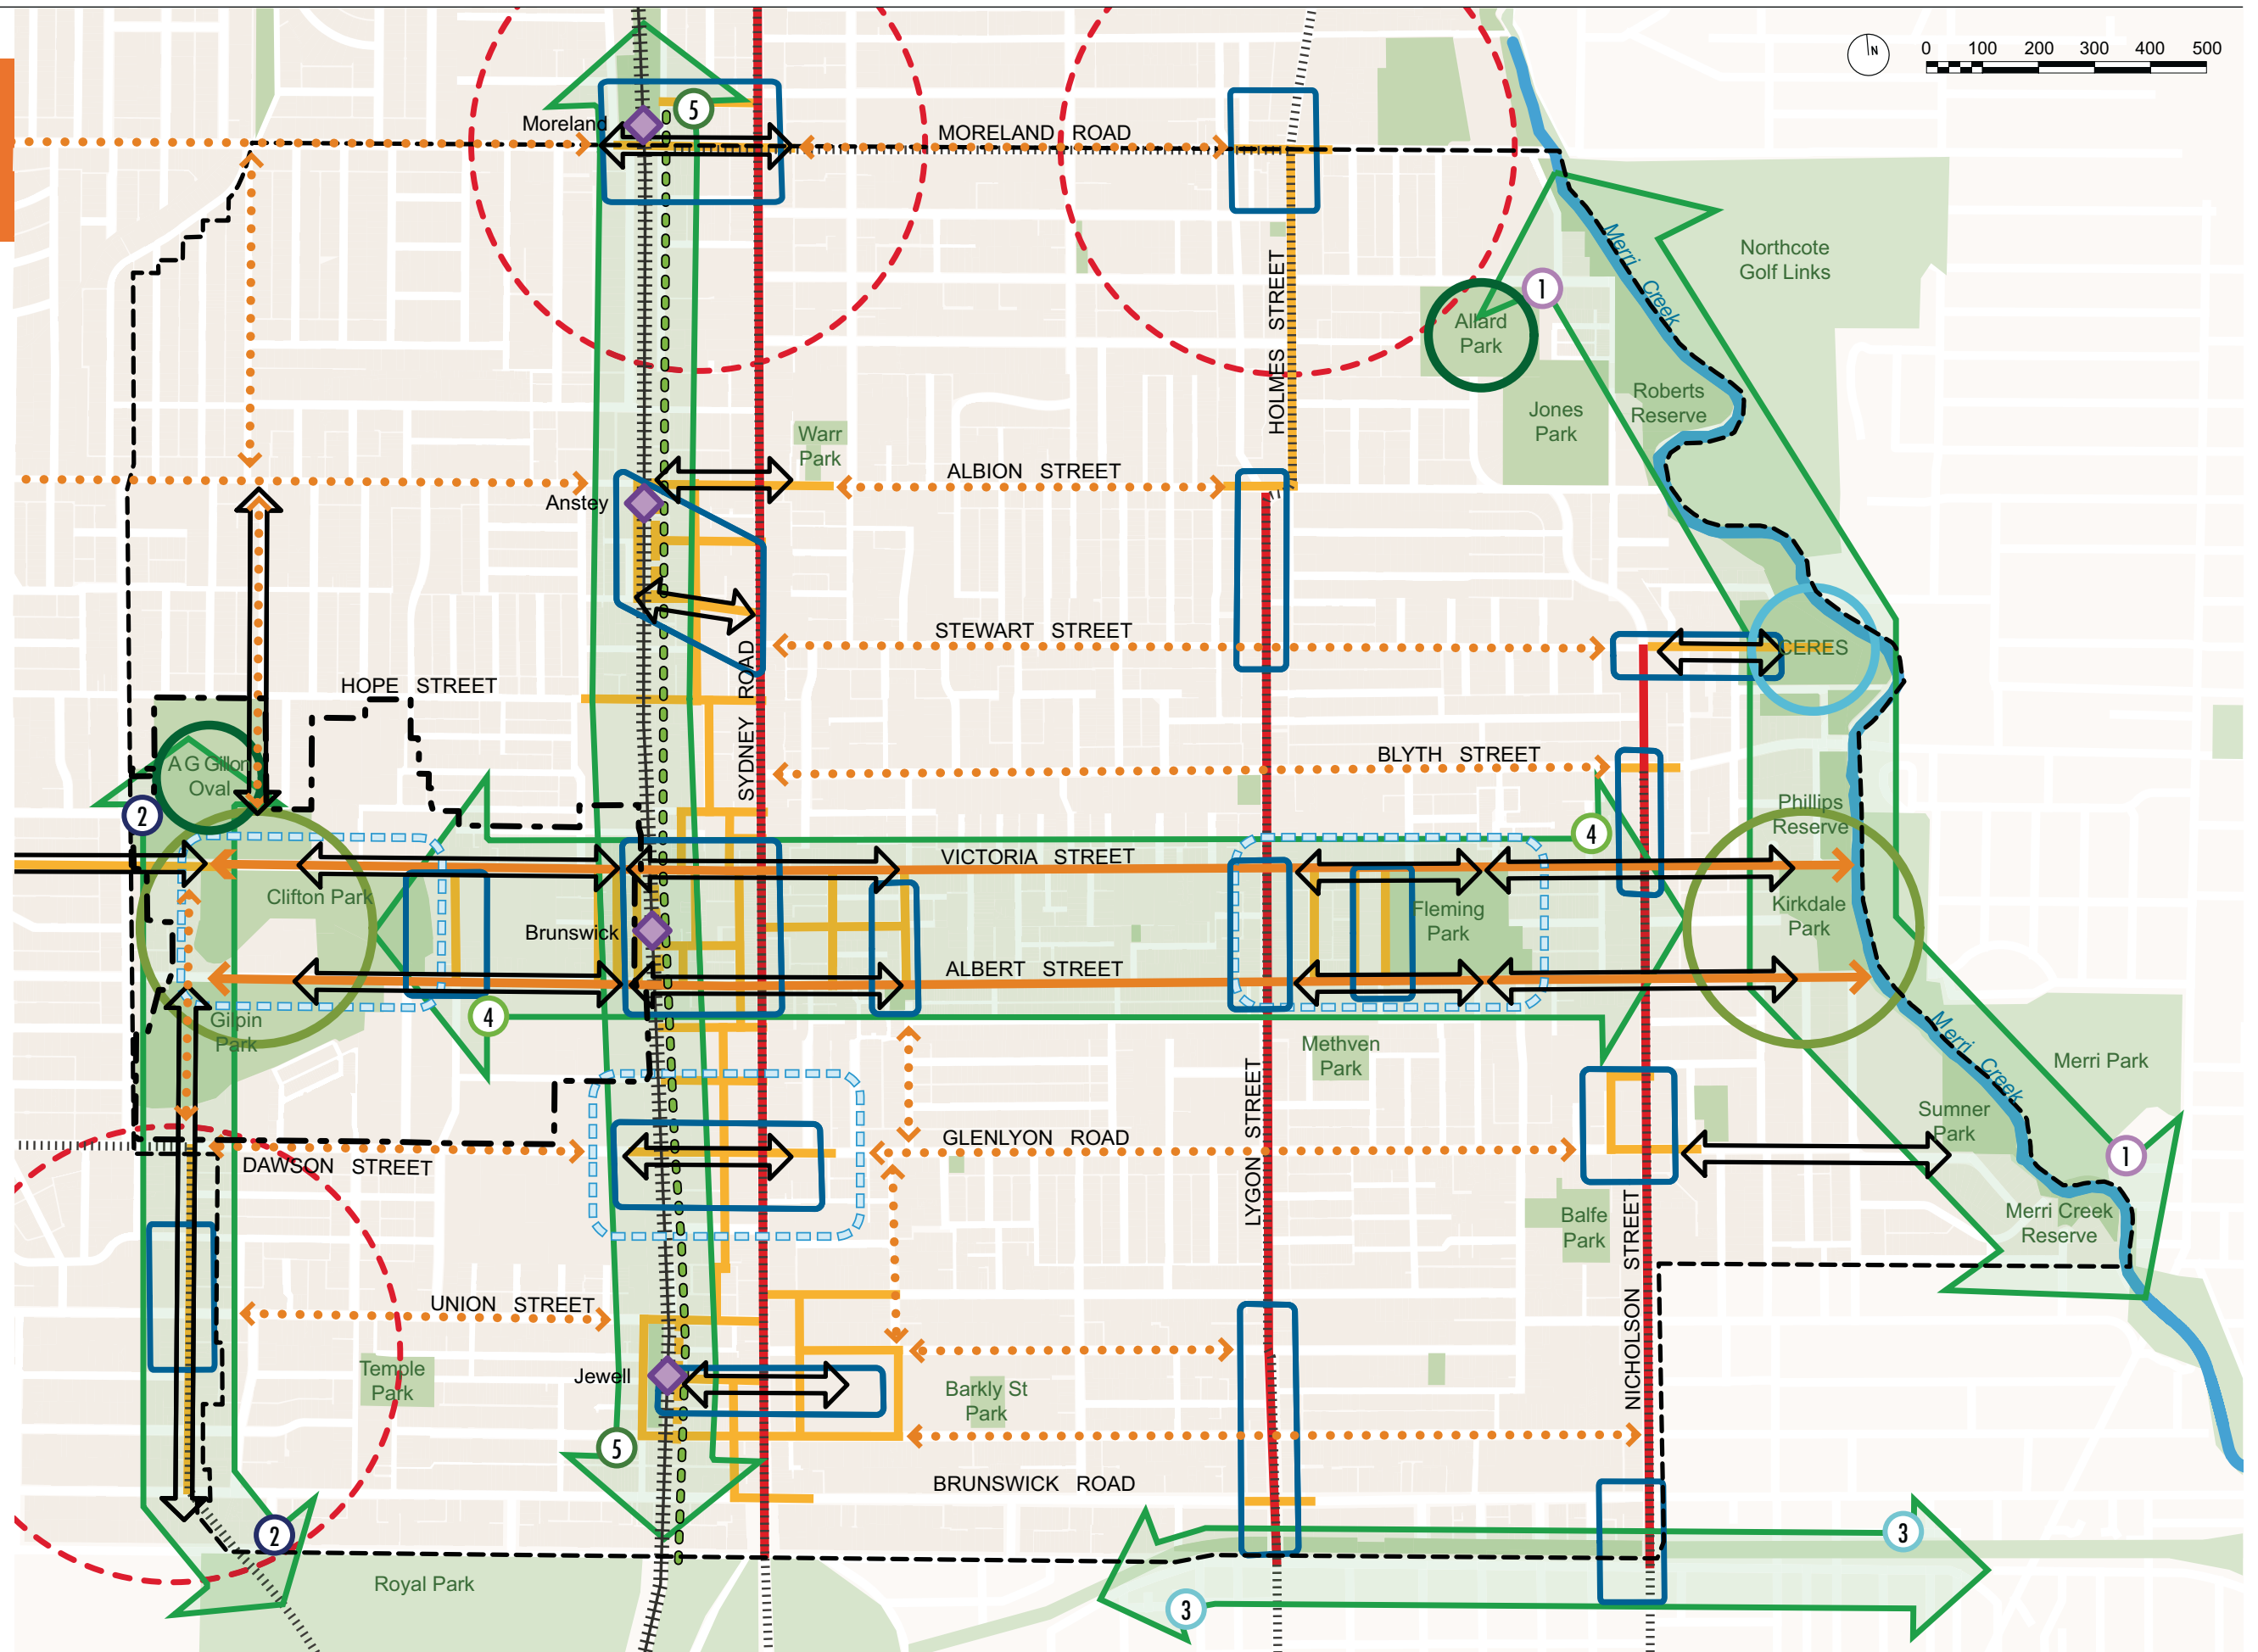 N
0 100 200 300 400 500
5
Moreland
MORELAND ROAD
Merri Creek
Northcote
Golf Links
1
Allard
Park
HOLMES STREET
Roberts
Reserve
Jones
Park
Warr
Park
ALBION STREET
Anstey
STEWART STREET
CERES
HOPE STREET
SYDNEY ROAD
BLYTH STREET
A G Gillon
Oval
2
Phillips
Reserve
4
VICTORIA STREET
Clifton Park
Fleming
Park
Kirkdale
Park
Brunswick
ALBERT STREET
4
Gilpin
Park
Merri Creek
Methven
Park
Merri Park
Sumner
Park
GLENLYON ROAD
DAWSON STREET
1
LYGON STREET
NICHOLSON STREET
Balfe
Park
Merri Creek
Reserve
UNION STREET
Temple
Park
Jewell
Barkly St
Park
5
BRUNSWICK ROAD
2
3
Royal Park
3